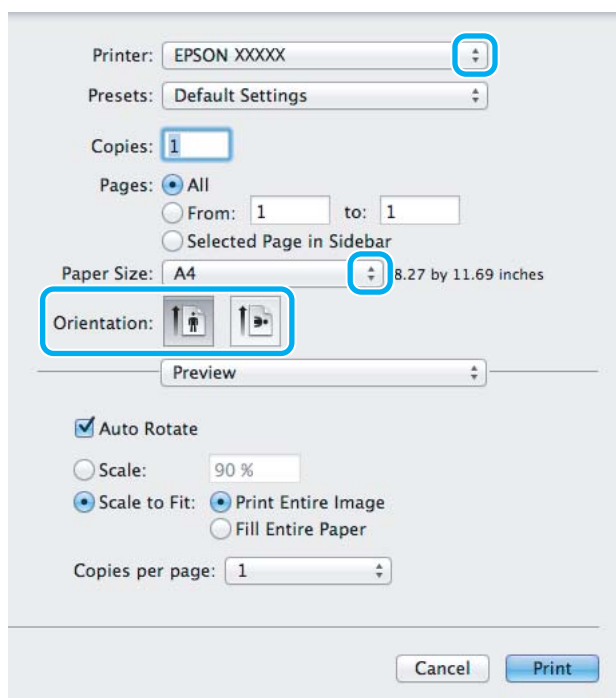 Printer: EPSON XXXXX
Presets: Default Settings
Copies: 1
Pages: All
From: 1 to: 1
Selected Page in Sidebar
Paper Size: A4 8.27 by 11.69 inches
Orientation:
Preview
Auto Rotate
Scale: 90 %
Scale to Fit: Print Entire Image
Fill Entire Paper
Copies per page: 1
Cancel Print